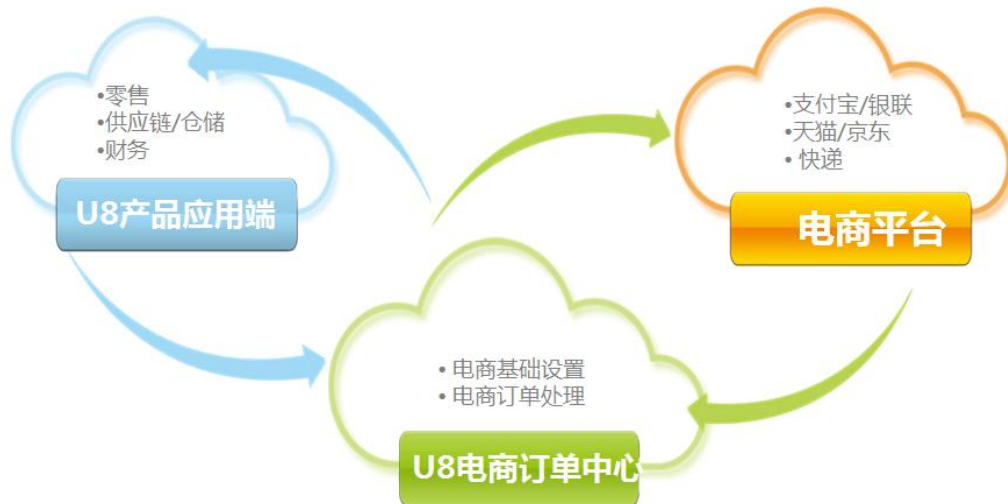 •零售
•供应链/仓储
•财务
U8产品应用端
•支付宝/银联
•天猫/京东
• 快递
电商平台
• 电商基础设置
• 电商订单处理
U8电商订单中心